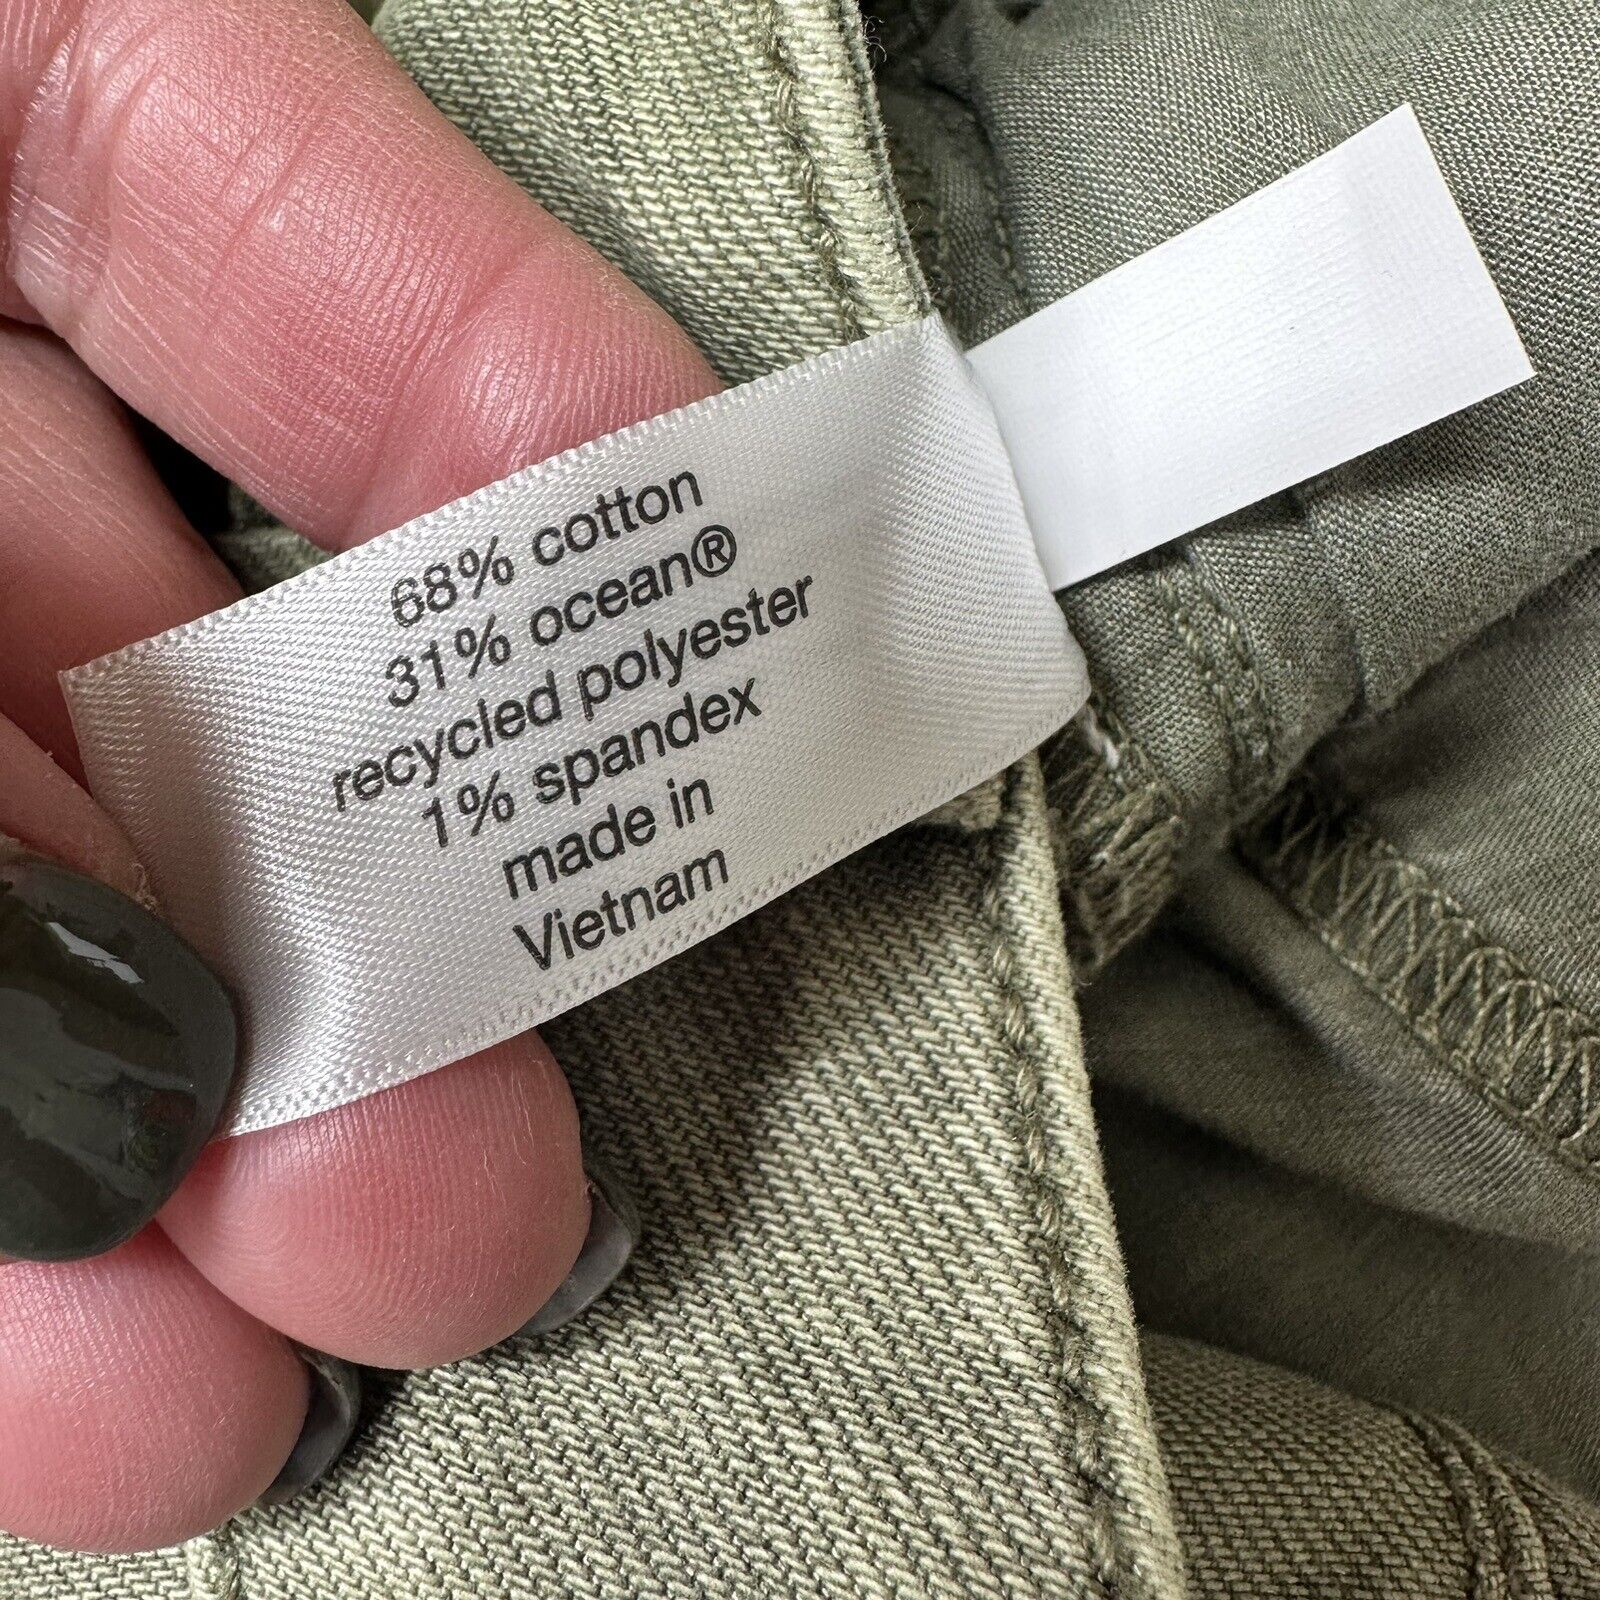 68% cotton
31% ocean®
recycled polyester
1% spandex
made in
Vietnam